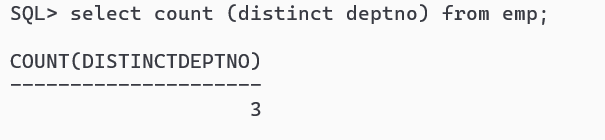 SQL> select count (distinct deptno) from emp;
COUNT(DISTINCTDEPTNO)
---------------------
3